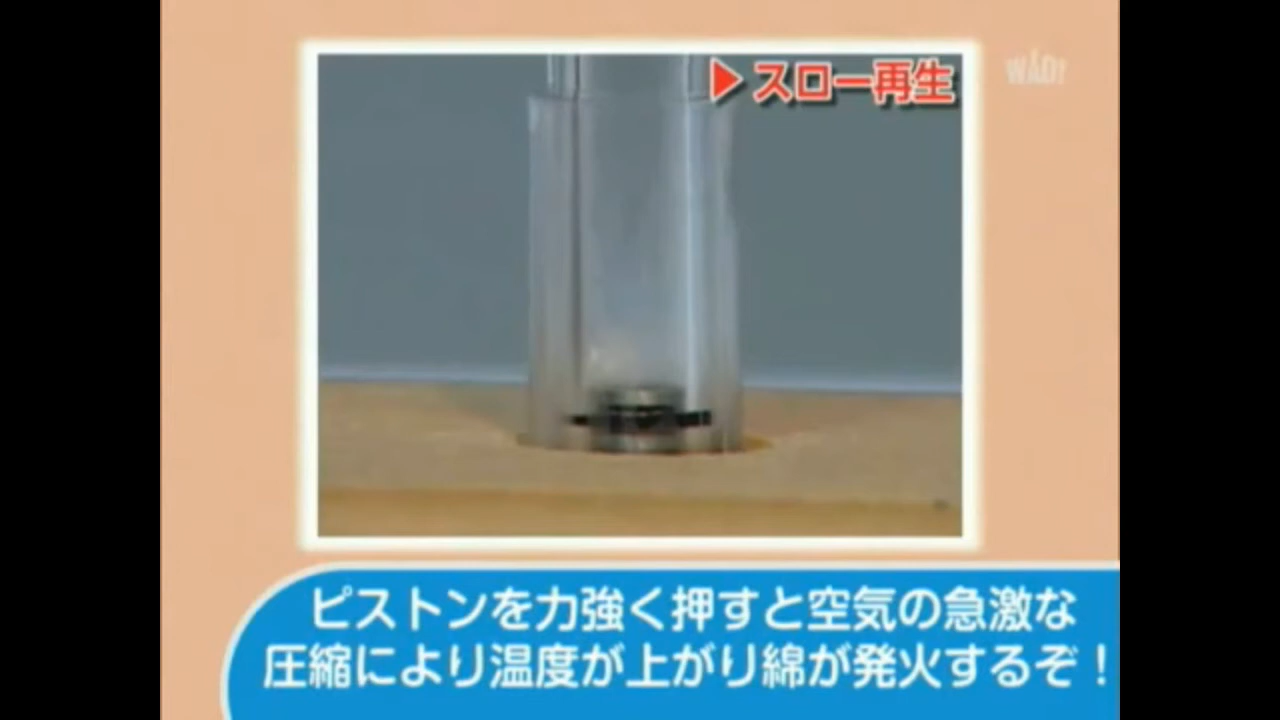 スロー再生
WAD!
ピストンを力強く押すと空気の急激な
圧縮により温度が上がり綿が発火するぞ！